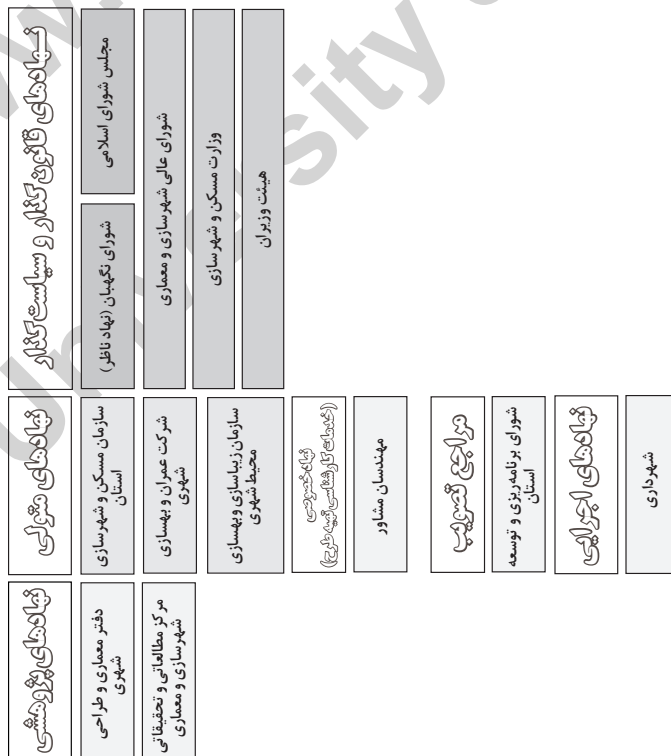 نهادهای قانون گذار و سیاست گذار
مجلس شورای اسلامی
شورای نگهبان (نهاد ناظر)
شورای عالی شهرسازی و معماری
وزارت مسکن و شهرسازی
هیئت وزیران
نهادهای متولی
سازمان مسکن و شهرسازی
استان
شرکت عمران و بهسازی
شهری
سازمان زیباسازی وبهسازی
محیط شهری
نهاد خصوصی
(خدمات کارشناسی تهیه طرح)
مهندسان مشاور
مراجع تصویب
شورای برنامه‌ریزی و توسعه
استان
نهادهای اجرایی
شهرداری
نهادهای پژوهشی
دفتر معماری و طراحی
شهری
مرکز مطالعاتی و تحقیقاتی
شهرسازی و معماری